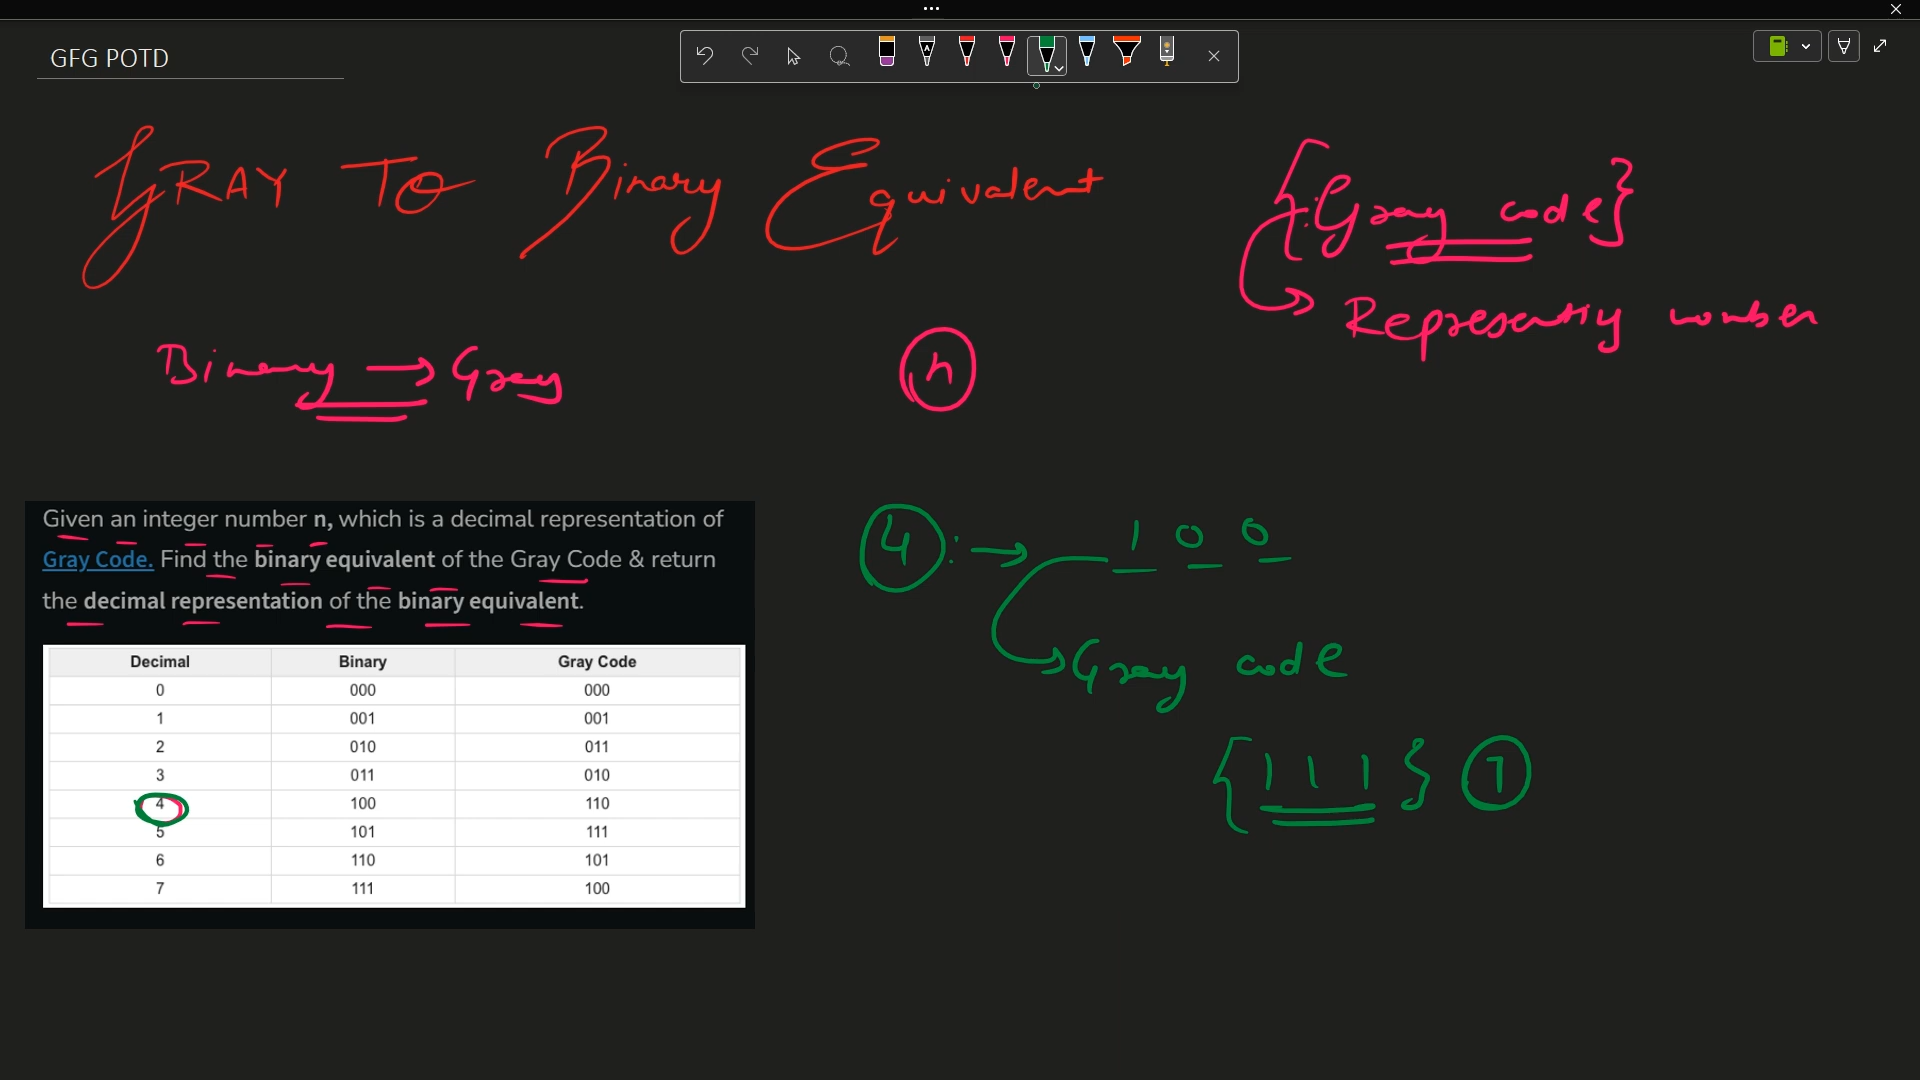 GFG POTD
GRAY TO Binary Equivalent
{Gray code}
Representing number
Binary → Gray
n
Given an integer number n, which is a decimal representation of
Gray Code. Find the binary equivalent of the Gray Code & return
the decimal representation of the binary equivalent.
Decimal Binary Gray Code
0 000 000
1 001 001
2 010 011
3 011 010
4 100 110
5 101 111
6 110 101
7 111 100
4 : → 1 0 0
Gray code
{1 1 1} 7